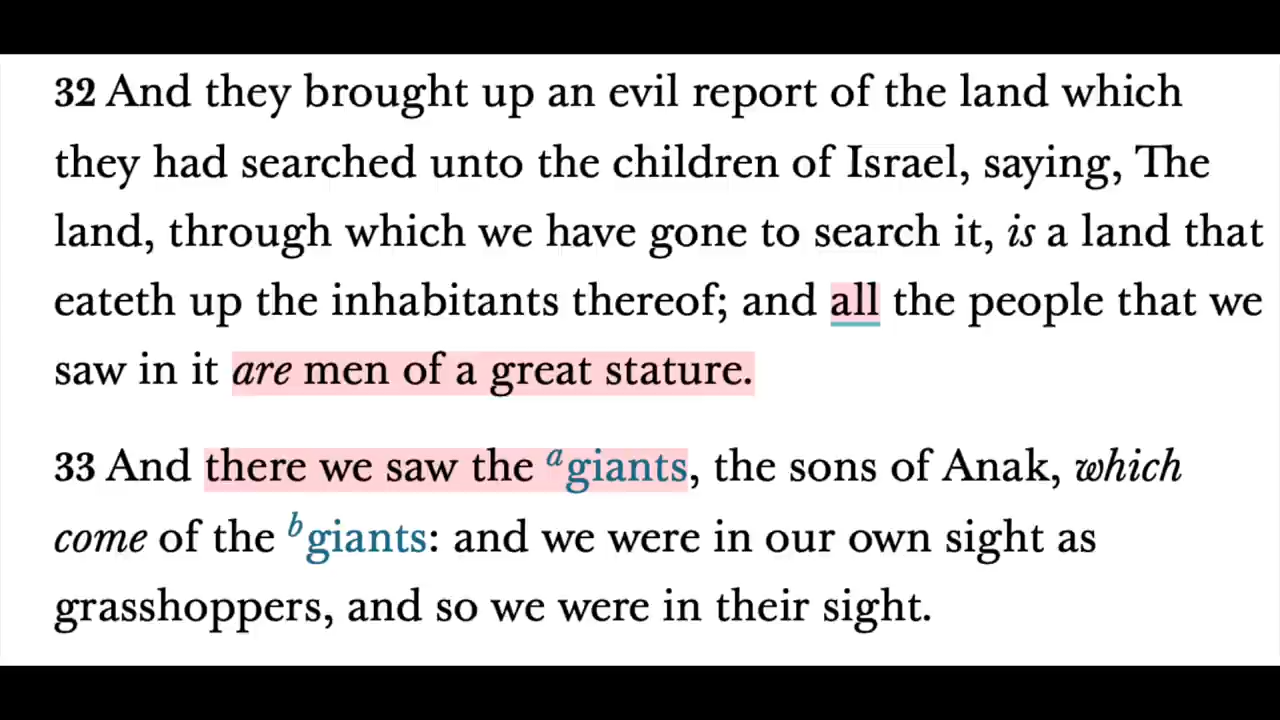 32 And they brought up an evil report of the land which
they had searched unto the children of Israel, saying, The
land, through which we have gone to search it, is a land that
eateth up the inhabitants thereof; and all the people that we
saw in it are men of a great stature.
33 And there we saw the a giants, the sons of Anak, which
come of the b giants: and we were in our own sight as
grasshoppers, and so we were in their sight.